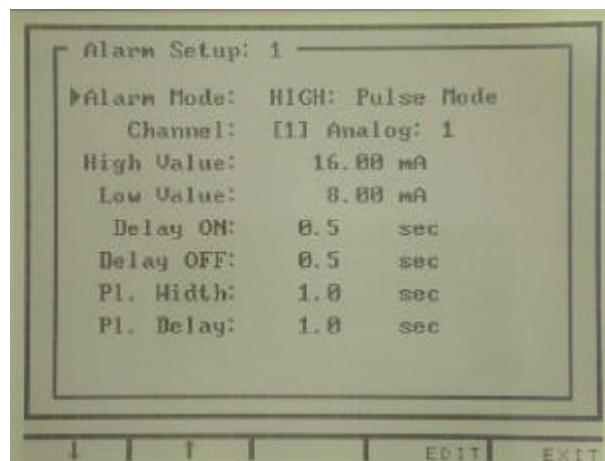 Alarm Setup: 1
Alarm Mode: HIGH: Pulse Mode
Channel: [1] Analog: 1
High Value: 16.00 mA
Low Value: 8.00 mA
Delay ON: 0.5 sec
Delay OFF: 0.5 sec
Pl. Width: 1.0 sec
Pl. Delay: 1.0 sec
↓ ↑ EDIT EXIT